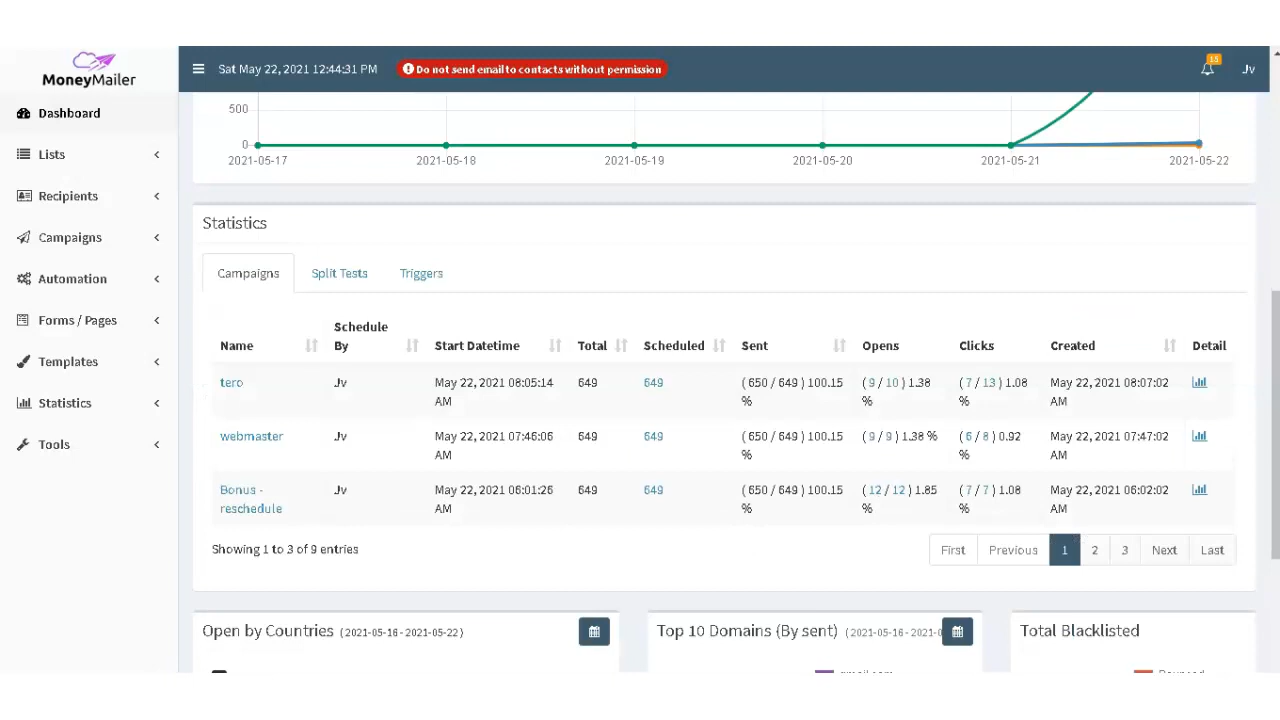 MoneyMailer
Sat May 22, 2021 12:44:31 PM
Do not send email to contacts without permission
15
Jv
Dashboard
Lists
Recipients
Campaigns
Automation
Forms / Pages
Templates
Statistics
Tools
500
0
2021-05-17 2021-05-18 2021-05-19 2021-05-20 2021-05-21 2021-05-22
Statistics
Campaigns Split Tests Triggers
Schedule
Name By Start Datetime Total Scheduled Sent Opens Clicks Created Detail
tero Jv May 22, 2021 08:05:14 649 649 ( 650 / 649 ) 100.15 ( 9 / 10 ) 1.38 ( 7 / 13 ) 1.08 May 22, 2021 08:07:02
AM % % % AM
webmaster Jv May 22, 2021 07:46:06 649 649 ( 650 / 649 ) 100.15 ( 9 / 9 ) 1.38 % ( 6 / 8 ) 0.92 May 22, 2021 07:47:02
AM % % AM
Bonus - Jv May 22, 2021 06:01:26 649 649 ( 650 / 649 ) 100.15 ( 12 / 12 ) 1.85 ( 7 / 7 ) 1.08 May 22, 2021 06:02:02
reschedule AM % % % AM
Showing 1 to 3 of 9 entries
First Previous 1 2 3 Next Last
Open by Countries (2021-05-16 - 2021-05-22)
Top 10 Domains (By sent) (2021-05-16 - 2021-0
Total Blacklisted